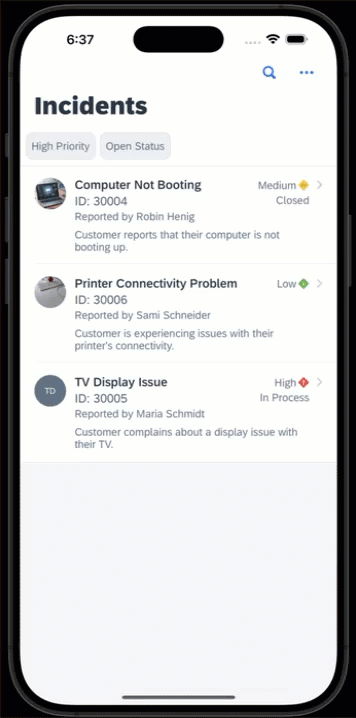 6:37
Incidents
High Priority Open Status
Computer Not Booting Medium
ID: 30004 Closed
Reported by Robin Henig
Customer reports that their computer is not
booting up.
Printer Connectivity Problem Low
ID: 30006
Reported by Sami Schneider
Customer is experiencing issues with their
printer's connectivity.
TD TV Display Issue High
ID: 30005 In Process
Reported by Maria Schmidt
Customer complains about a display issue with
their TV.